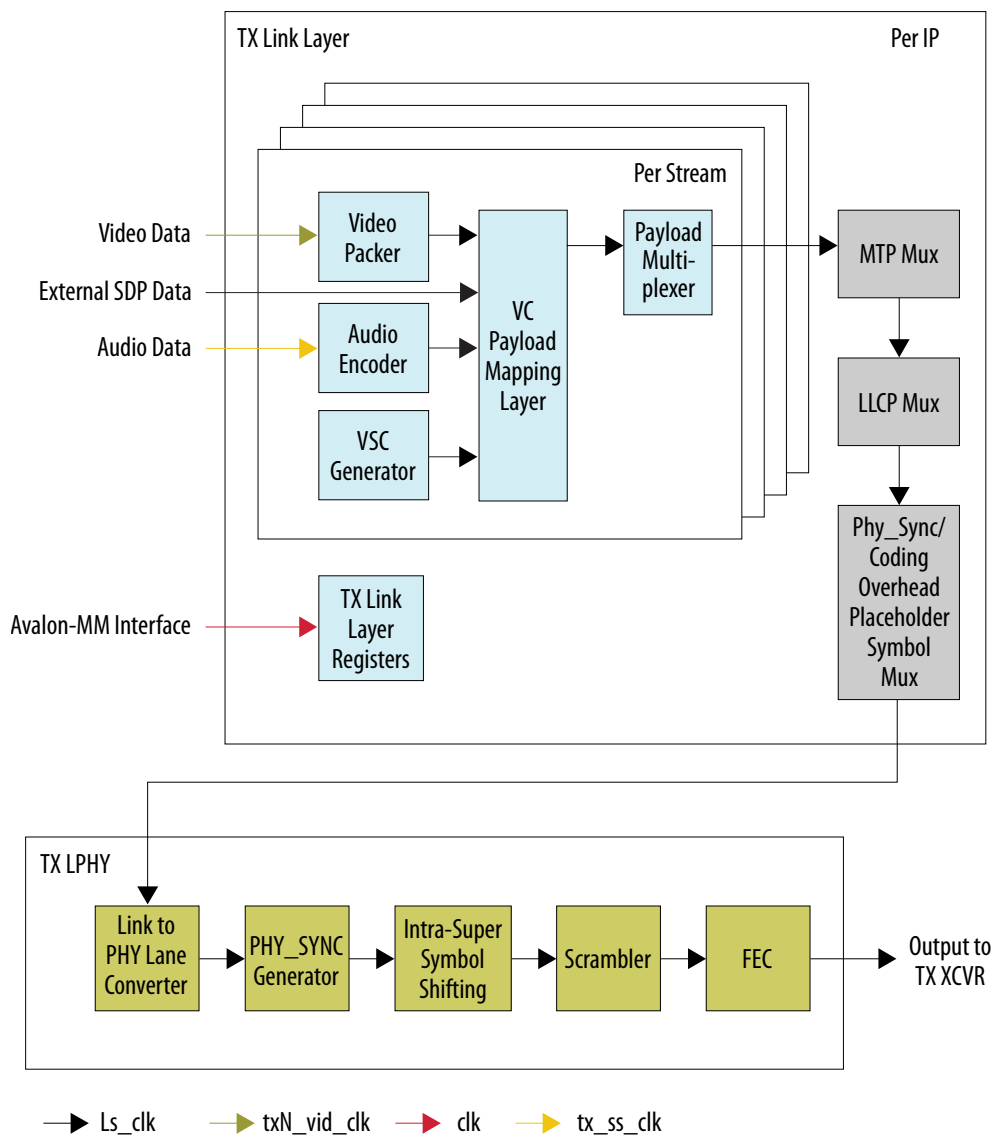 TX Link Layer
Per IP
Per Stream
Video Data
Video
Packer
External SDP Data
Audio Data
Audio
Encoder
VSC
Generator
VC
Payload
Mapping
Layer
Payload
Multi-
plexer
MTP Mux
LLCP Mux
Phy_Sync/
Coding
Overhead
Placeholder
Symbol
Mux
Avalon-MM Interface
TX Link
Layer
Registers
TX LPHY
Link to
PHY Lane
Converter
PHY_SYNC
Generator
Intra-Super
Symbol
Shifting
Scrambler
FEC
Output to
TX XCVR
Ls_clk
txN_vid_clk
clk
tx_ss_clk